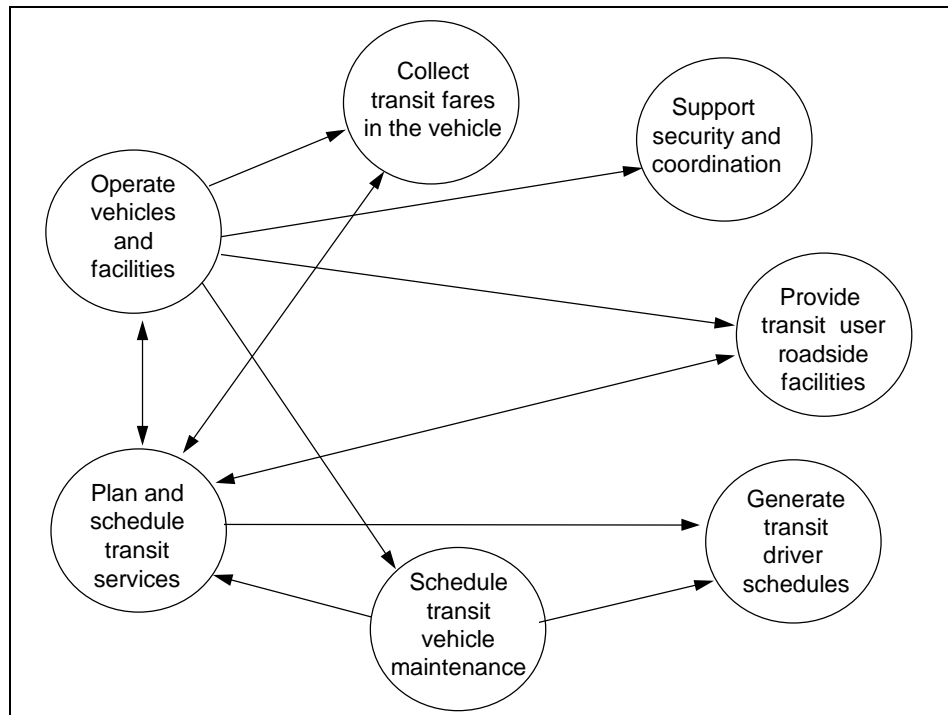 Collect
transit fares
in the vehicle
Support
security and
coordination
Operate
vehicles
and
facilities
Provide
transit user
roadside
facilities
Plan and
schedule
transit
services
Generate
transit
driver
schedules
Schedule
transit
vehicle
maintenance